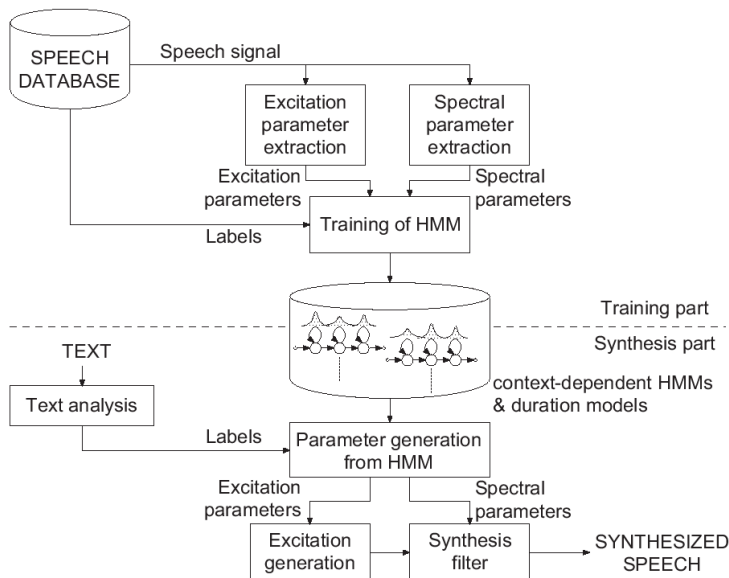 SPEECH
DATABASE
Speech signal
Excitation
parameter
extraction
Spectral
parameter
extraction
Excitation
parameters
Spectral
parameters
Labels
Training of HMM
Training part
Synthesis part
TEXT
Text analysis
context-dependent HMMs
& duration models
Labels
Parameter generation
from HMM
Excitation
parameters
Spectral
parameters
Excitation
generation
Synthesis
filter
SYNTHESIZED
SPEECH